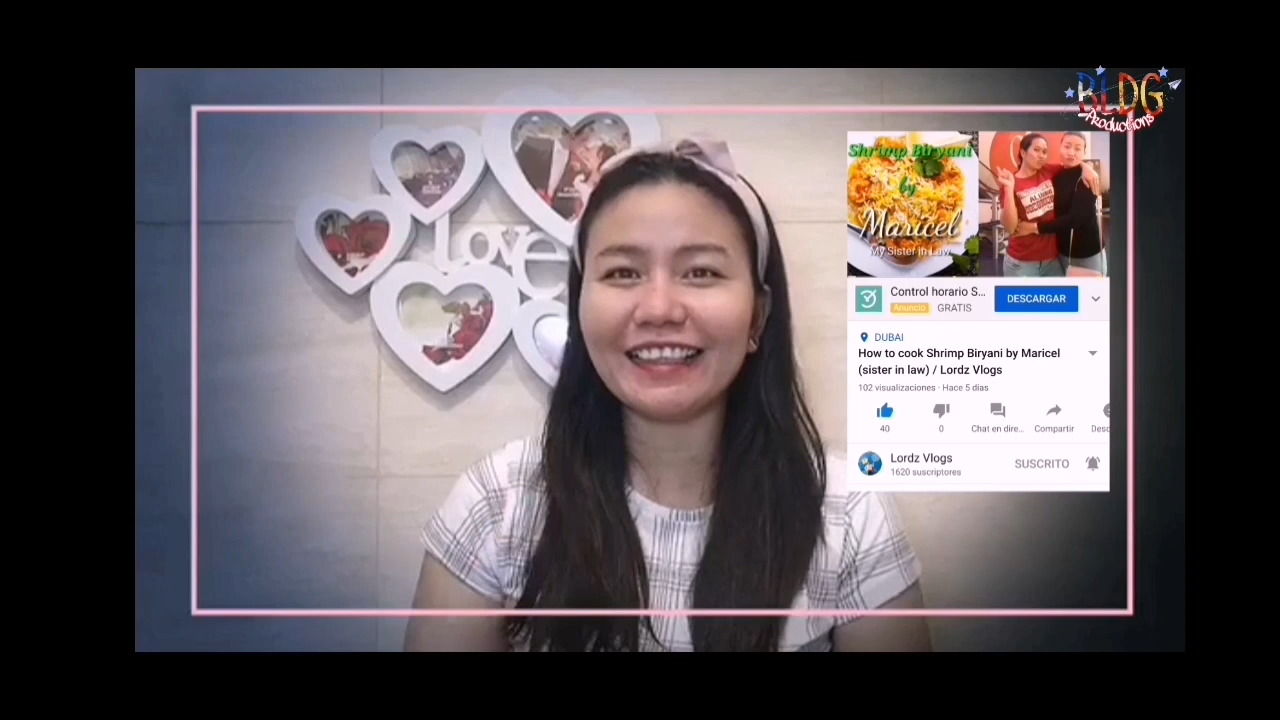 BLDG
Productions
love
Shrimp Biryani
by
Maricel
My Sister in Law
Control horario S...
DESCARGAR
Anuncio GRATIS
DUBAI
How to cook Shrimp Biryani by Maricel
(sister in law) / Lordz Vlogs
102 visualizaciones · Hace 5 días
40
0
Chat en dire...
Compartir
Desc
Lordz Vlogs
1620 suscriptores
SUSCRITO